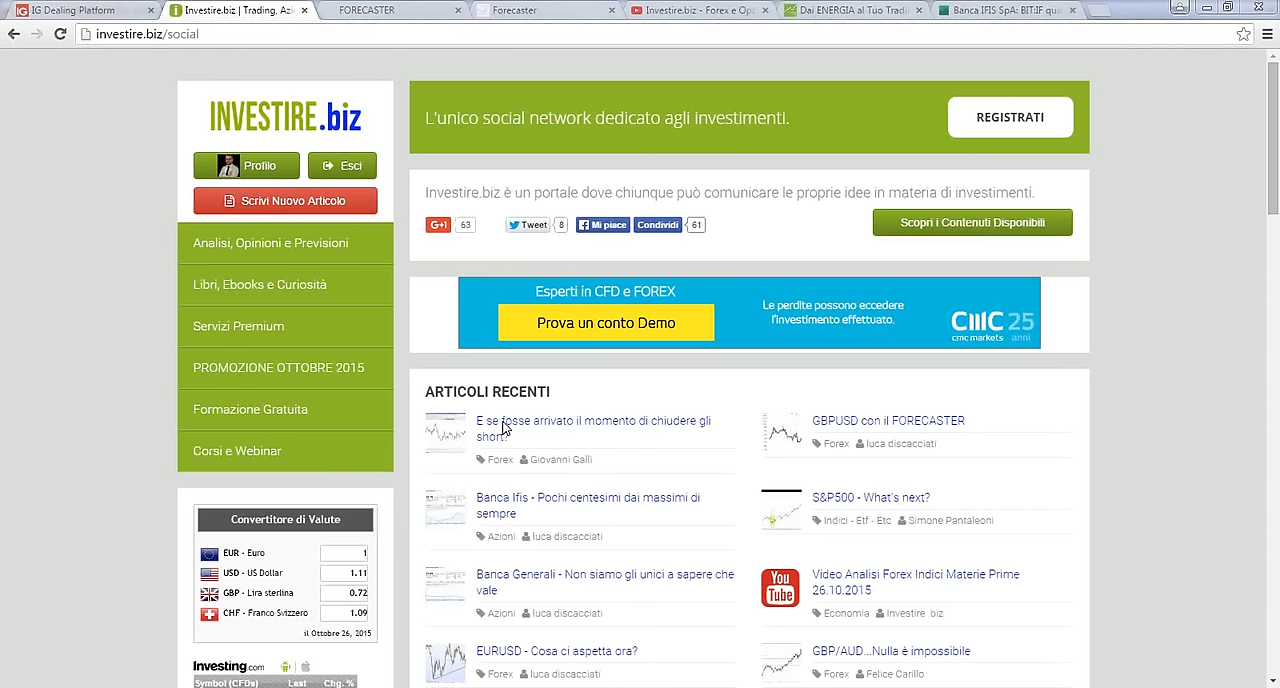 IG Dealing Platform
Investire.biz | Trading, Azi
FORECASTER
Forecaster
Investire.biz - Forex e Op
Dai ENERGIA al Tuo Tradi
Banca IFIS SpA: BIT:IF quo
investire.biz/social
INVESTIRE.biz
Profilo
Esci
Scrivi Nuovo Articolo
Analisi, Opinioni e Previsioni
Libri, Ebooks e Curiosità
Servizi Premium
PROMOZIONE OTTOBRE 2015
Formazione Gratuita
Corsi e Webinar
Convertitore di Valute
EUR - Euro 1
USD - US Dollar 1.11
GBP - Lira sterlina 0.72
CHF - Franco Svizzero 1.09
il Ottobre 26, 2015
Investing.com
Symbol (CFDs) Last Chg. %
L'unico social network dedicato agli investimenti.
REGISTRATI
Investire.biz è un portale dove chiunque può comunicare le proprie idee in materia di investimenti.
G+1 63 Tweet 8 Mi piace Condividi 61
Scopri i Contenuti Disponibili
Esperti in CFD e FOREX
Prova un conto Demo
Le perdite possono eccedere
l'investimento effettuato.
CMC 25
cmc markets anni
ARTICOLI RECENTI
E se fosse arrivato il momento di chiudere gli
short?
Forex Giovanni Galli
Banca Ifis - Pochi centesimi dai massimi di
sempre
Azioni luca discacciati
Banca Generali - Non siamo gli unici a sapere che
vale
Azioni luca discacciati
EURUSD - Cosa ci aspetta ora?
Forex luca discacciati
GBPUSD con il FORECASTER
Forex luca discacciati
S&P500 - What's next?
Indici - Etf - Etc Simone Pantaleoni
You
Tube
Video Analisi Forex Indici Materie Prime
26.10.2015
Economia Investire .biz
GBP/AUD...Nulla è impossibile
Forex Felice Carillo